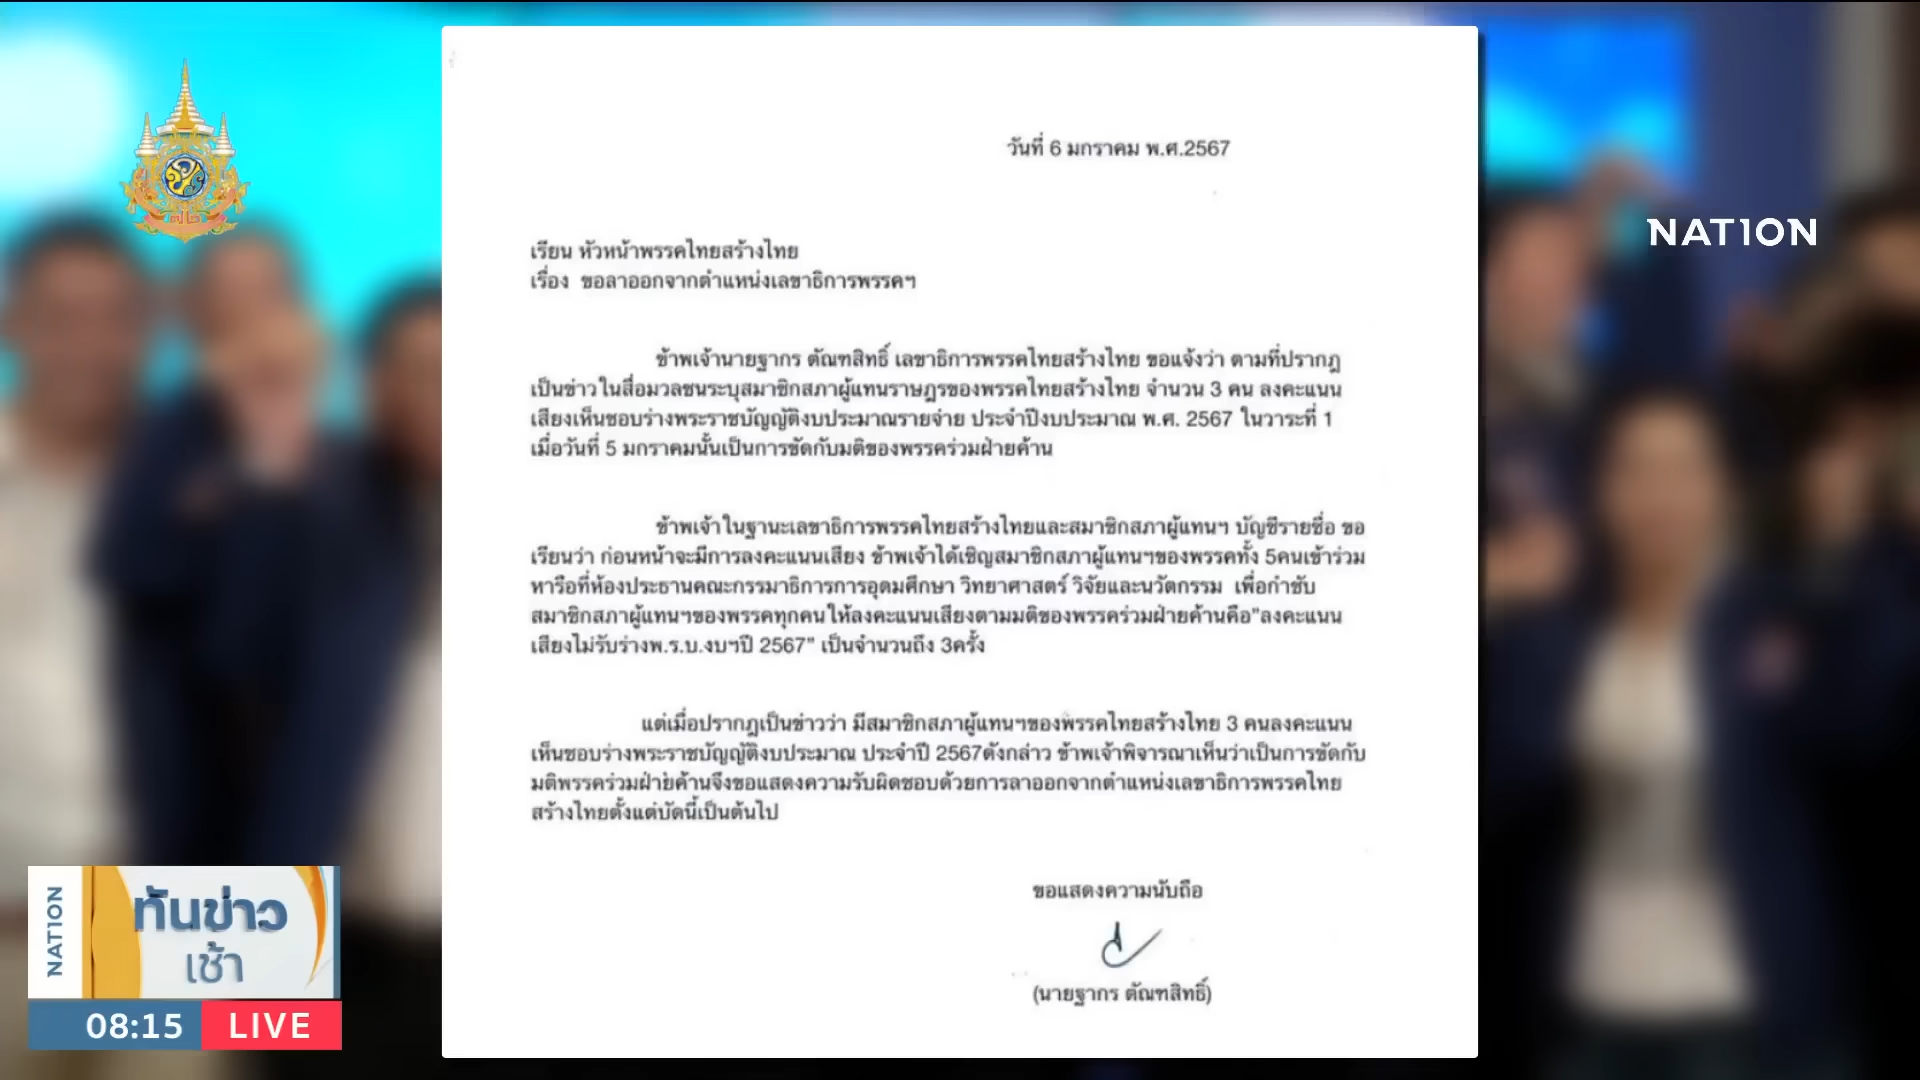 วันที่ 6 มกราคม พ.ศ.2567
NATION
เรียน หัวหน้าพรรคไทยสร้างไทย
เรื่อง ขอลาออกจากตำแหน่งเลขาธิการพรรคฯ
ข้าพเจ้านายฐากร ตัณฑสิทธิ์ เลขาธิการพรรคไทยสร้างไทย ขอแจ้งว่า ตามที่ปรากฎ
เป็นข่าวในสื่อมวลชนระบุสมาชิกสภาผู้แทนราษฎรของพรรคไทยสร้างไทย จำนวน 3 คน ลงคะแนน
เสียงเห็นชอบร่างพระราชบัญญัติงบประมาณรายจ่าย ประจำปีงบประมาณ พ.ศ. 2567 ในวาระที่ 1
เมื่อวันที่ 5 มกราคมนั้นเป็นการขัดกับมติของพรรคร่วมฝ่ายค้าน
ข้าพเจ้าในฐานะเลขาธิการพรรคไทยสร้างไทยและสมาชิกสภาผู้แทนฯ บัญชีรายชื่อ ขอ
เรียนว่า ก่อนหน้าจะมีการลงคะแนนเสียง ข้าพเจ้าได้เชิญสมาชิกสภาผู้แทนฯของพรรคทั้ง 5คนเข้าร่วม
หารือที่ห้องประธานคณะกรรมาธิการการอุดมศึกษา วิทยาศาสตร์ วิจัยและนวัตกรรม เพื่อกำชับ
สมาชิกสภาผู้แทนฯของพรรคทุกคนให้ลงคะแนนเสียงตามมติของพรรคร่วมฝ่ายค้านคือ"ลงคะแนน
เสียงไม่รับร่างพ.ร.บ.งบฯปี 2567" เป็นจำนวนถึง 3ครั้ง
แต่เมื่อปรากฎเป็นข่าวว่า มีสมาชิกสภาผู้แทนฯของพรรคไทยสร้างไทย 3 คนลงคะแนน
เห็นชอบร่างพระราชบัญญัติงบประมาณ ประจำปี 2567ดังกล่าว ข้าพเจ้าพิจารณาเห็นว่าเป็นการขัดกับ
มติพรรคร่วมฝ่ายค้านจึงขอแสดงความรับผิดชอบด้วยการลาออกจากตำแหน่งเลขาธิการพรรคไทย
สร้างไทยตั้งแต่บัดนี้เป็นต้นไป
ขอแสดงความนับถือ
(นายฐากร ตัณฑสิทธิ์)
NATION
ทันข่าว
เช้า
08:15 LIVE